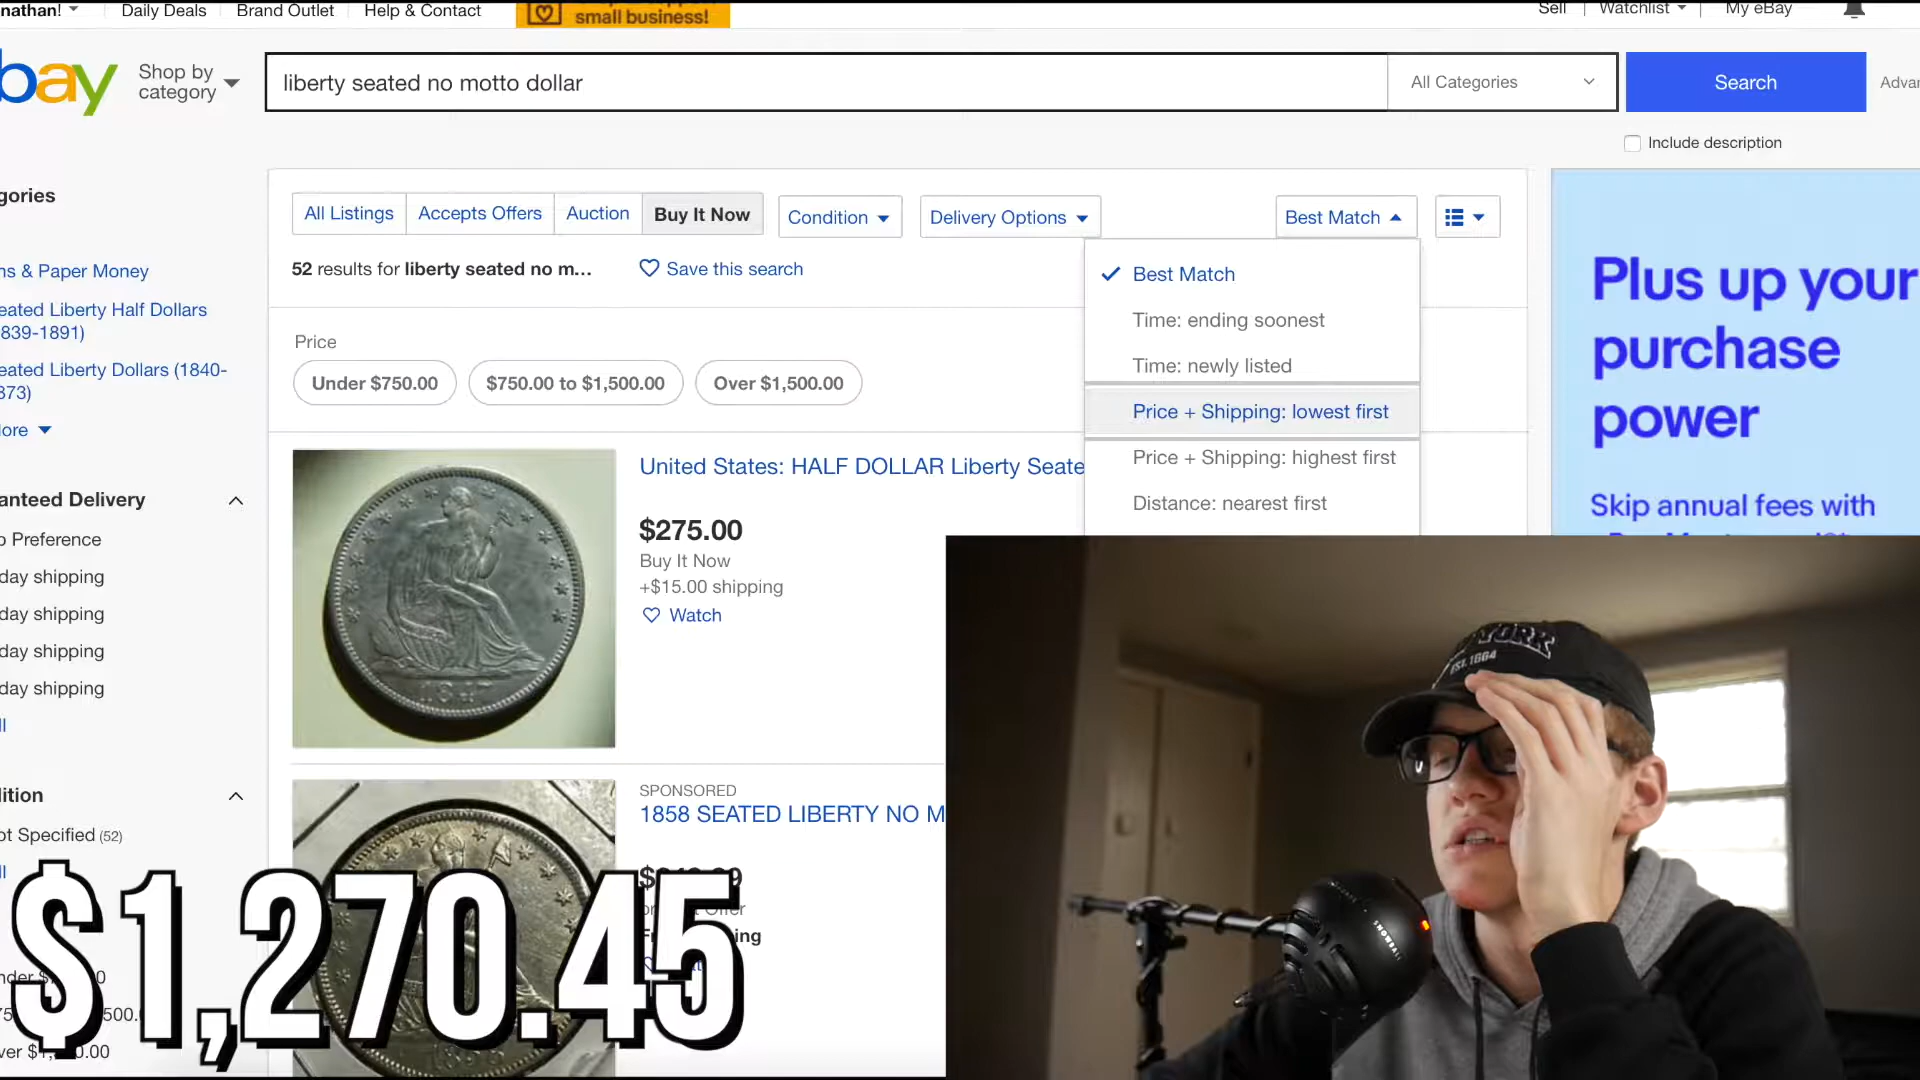 nathan!
Daily Deals
Brand Outlet
Help & Contact
small business!
Sell
Watchlist
My eBay
bay
Shop by
category
liberty seated no motto dollar
All Categories
Search
Advan
Include description
gories
ns & Paper Money
eated Liberty Half Dollars
839-1891)
eated Liberty Dollars (1840-
873)
ore
anteed Delivery
o Preference
day shipping
day shipping
day shipping
day shipping
ll
ition
ot Specified (52)
All Listings
Accepts Offers
Auction
Buy It Now
Condition
Delivery Options
Best Match
52 results for liberty seated no m...
Save this search
Best Match
Time: ending soonest
Time: newly listed
Price + Shipping: lowest first
Price + Shipping: highest first
Distance: nearest first
Price
Under $750.00
$750.00 to $1,500.00
Over $1,500.00
United States: HALF DOLLAR Liberty Seate
$275.00
Buy It Now
+$15.00 shipping
Watch
SPONSORED
1858 SEATED LIBERTY NO M
$1,270.45
Plus up your
purchase
power
Skip annual fees with
YORK
EST. 1664
SNOWBALL